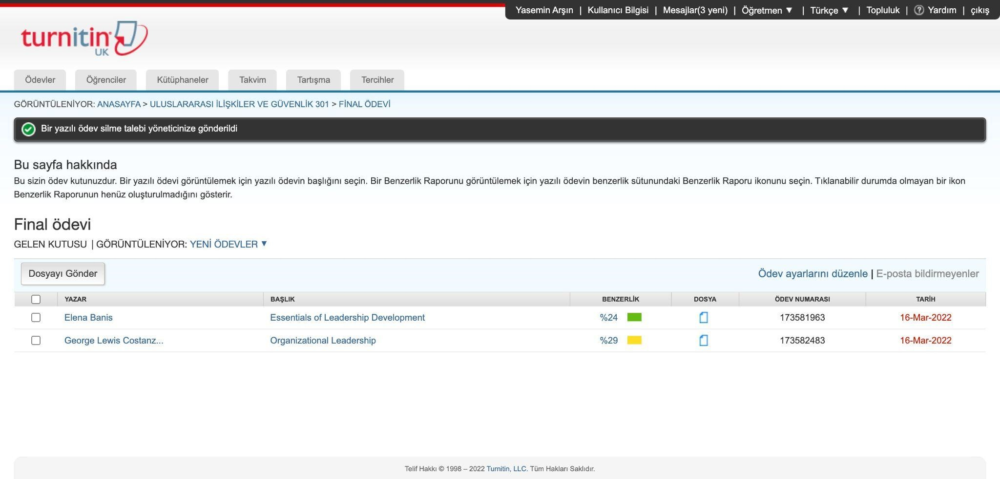 Yasemin Arşın | Kullanıcı Bilgisi | Mesajlar(3 yeni) | Öğretmen ▼ | Türkçe ▼ | Topluluk | ? Yardım | çıkış
turnitin
UK
Ödevler Öğrenciler Kütüphaneler Takvim Tartışma Tercihler
GÖRÜNTÜLENİYOR: ANASAYFA > ULUSLARARASI İLİŞKİLER VE GÜVENLİK 301 > FİNAL ÖDEVİ
Bir yazılı ödev silme talebi yöneticinize gönderildi
Bu sayfa hakkında
Bu sizin ödev kutunuzdur. Bir yazılı ödevi görüntülemek için yazılı ödevin başlığını seçin. Bir Benzerlik Raporunu görüntülemek için yazılı ödevin benzerlik sütunundaki Benzerlik Raporu ikonunu seçin. Tıklanabilir durumda olmayan bir ikon
Benzerlik Raporunun henüz oluşturulmadığını gösterir.
Final ödevi
GELEN KUTUSU | GÖRÜNTÜLENİYOR: YENİ ÖDEVLER ▼
Dosyayı Gönder Ödev ayarlarını düzenle | E-posta bildirmeyenler
YAZAR BAŞLIK BENZERLİK DOSYA ÖDEV NUMARASI TARİH
Elena Banis Essentials of Leadership Development %24 173581963 16-Mar-2022
George Lewis Costanz... Organizational Leadership %29 173582483 16-Mar-2022
Telif Hakkı © 1998 – 2022 Turnitin, LLC. Tüm Hakları Saklıdır.